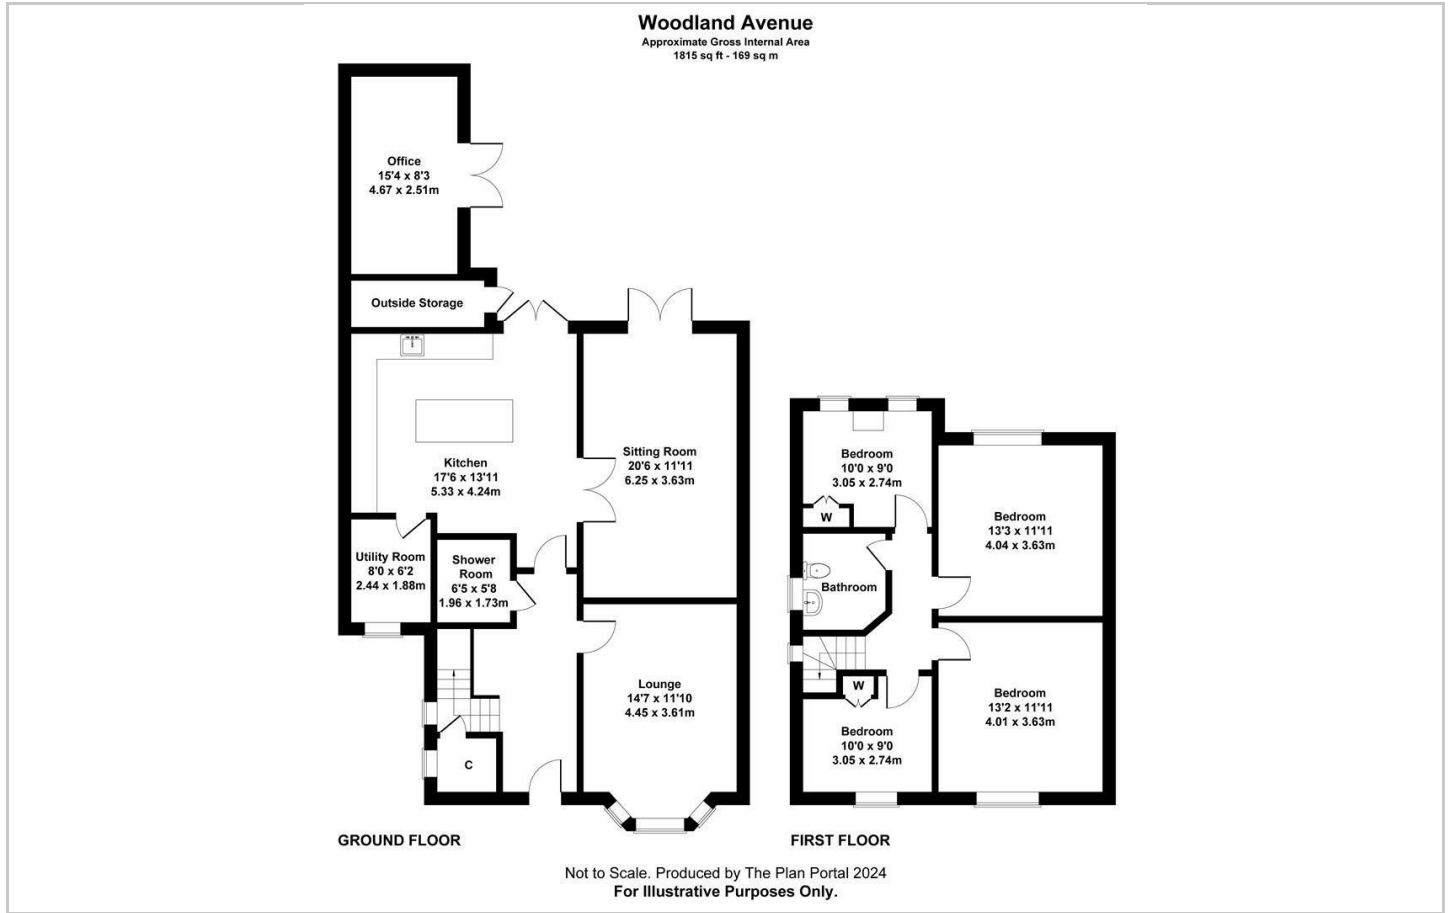 Woodland Avenue
Approximate Gross Internal Area
1815 sq ft - 169 sq m
Office
15'4 x 8'3
4.67 x 2.51m
Outside Storage
Kitchen
17'6 x 13'11
5.33 x 4.24m
Sitting Room
20'6 x 11'11
6.25 x 3.63m
Utility Room
8'0 x 6'2
2.44 x 1.88m
Shower
Room
6'5 x 5'8
1.96 x 1.73m
Lounge
14'7 x 11'10
4.45 x 3.61m
C
GROUND FLOOR
Bedroom
10'0 x 9'0
3.05 x 2.74m
W
Bedroom
13'3 x 11'11
4.04 x 3.63m
Bathroom
W
Bedroom
10'0 x 9'0
3.05 x 2.74m
Bedroom
13'2 x 11'11
4.01 x 3.63m
FIRST FLOOR
Not to Scale. Produced by The Plan Portal 2024
For Illustrative Purposes Only.